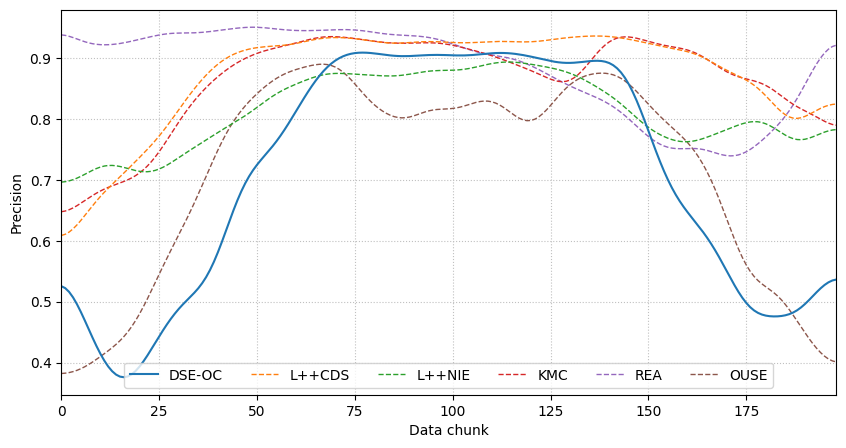 Precision
0.9
0.8
0.7
0.6
0.5
0.4
DSE-OC L++CDS L++NIE KMC REA OUSE
0 25 50 75 100 125 150 175
Data chunk